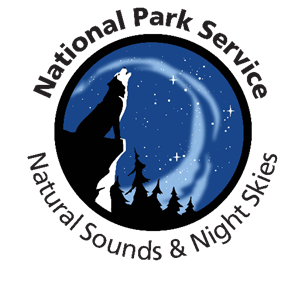 National Park Service
Natural Sounds & Night Skies